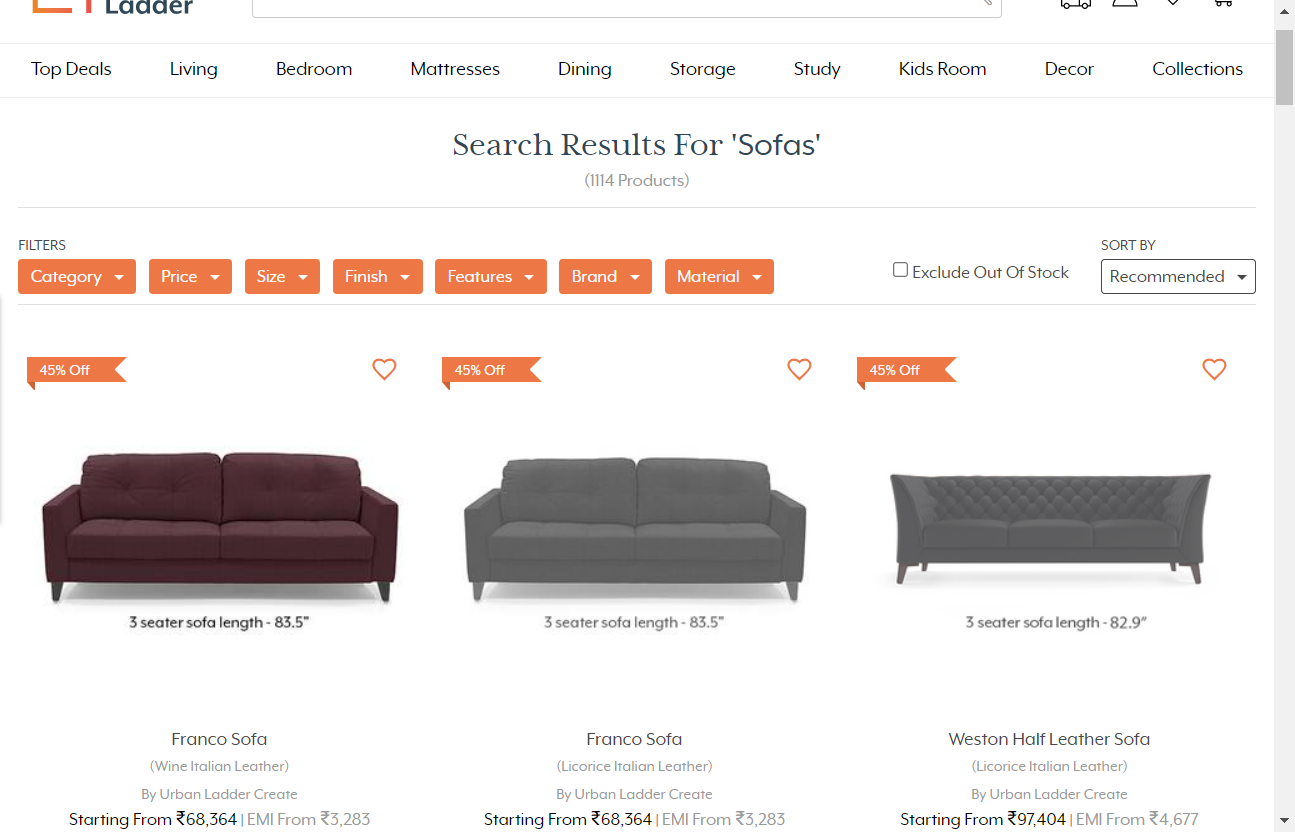 Ladder
Top Deals Living Bedroom Mattresses Dining Storage Study Kids Room Decor Collections
Search Results For 'Sofas'
(1114 Products)
FILTERS
SORT BY
Category Price Size Finish Features Brand Material
Exclude Out Of Stock
Recommended
45% Off
45% Off
45% Off
3 seater sofa length - 83.5"
3 seater sofa length - 83.5"
3 seater sofa length - 82.9"
Franco Sofa
(Wine Italian Leather)
By Urban Ladder Create
Starting From ₹68,364 | EMI From ₹3,283
Franco Sofa
(Licorice Italian Leather)
By Urban Ladder Create
Starting From ₹68,364 | EMI From ₹3,283
Weston Half Leather Sofa
(Licorice Italian Leather)
By Urban Ladder Create
Starting From ₹97,404 | EMI From ₹4,677